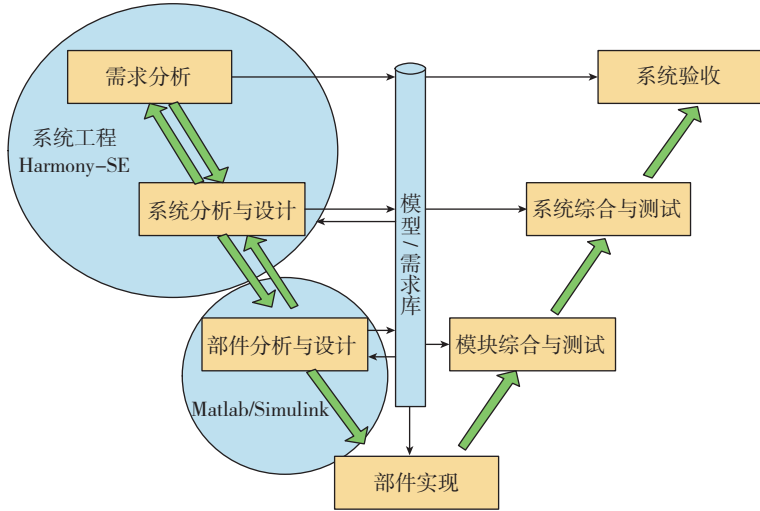 需求分析
系统验收
系统工程
Harmony-SE
系统分析与设计
模型/需求库
系统综合与测试
部件分析与设计
模块综合与测试
Matlab/Simulink
部件实现